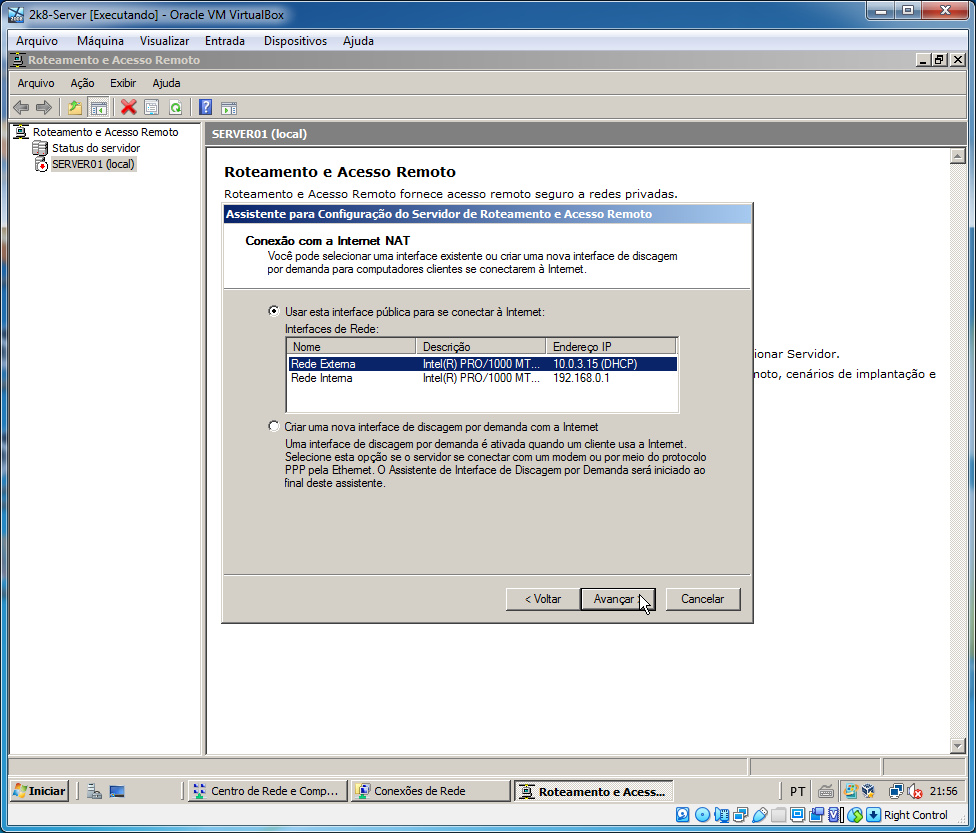 2k8-Server [Executando] - Oracle VM VirtualBox
Arquivo Máquina Visualizar Entrada Dispositivos Ajuda
Roteamento e Acesso Remoto
Arquivo Ação Exibir Ajuda
Roteamento e Acesso Remoto
Status do servidor
SERVER01 (local)
SERVER01 (local)
Roteamento e Acesso Remoto
Roteamento e Acesso Remoto fornece acesso remoto seguro a redes privadas.
Assistente para Configuração do Servidor de Roteamento e Acesso Remoto
Conexão com a Internet NAT
Você pode selecionar uma interface existente ou criar uma nova interface de discagem
por demanda para computadores clientes se conectarem à Internet.
Usar esta interface pública para se conectar à Internet:
Interfaces de Rede:
Nome Descrição Endereço IP
Rede Externa Intel(R) PRO/1000 MT... 10.0.3.15 (DHCP)
Rede Interna Intel(R) PRO/1000 MT... 192.168.0.1
ionar Servidor.
moto, cenários de implantação e
Criar uma nova interface de discagem por demanda com a Internet
Uma interface de discagem por demanda é ativada quando um cliente usa a Internet.
Selecione esta opção se o servidor se conectar com um modem ou por meio do protocolo
PPP pela Ethernet. O Assistente de Interface de Discagem por Demanda será iniciado ao
final deste assistente.
< Voltar Avançar Cancelar
Iniciar Centro de Rede e Comp... Conexões de Rede Roteamento e Acess... PT 21:56
Right Control